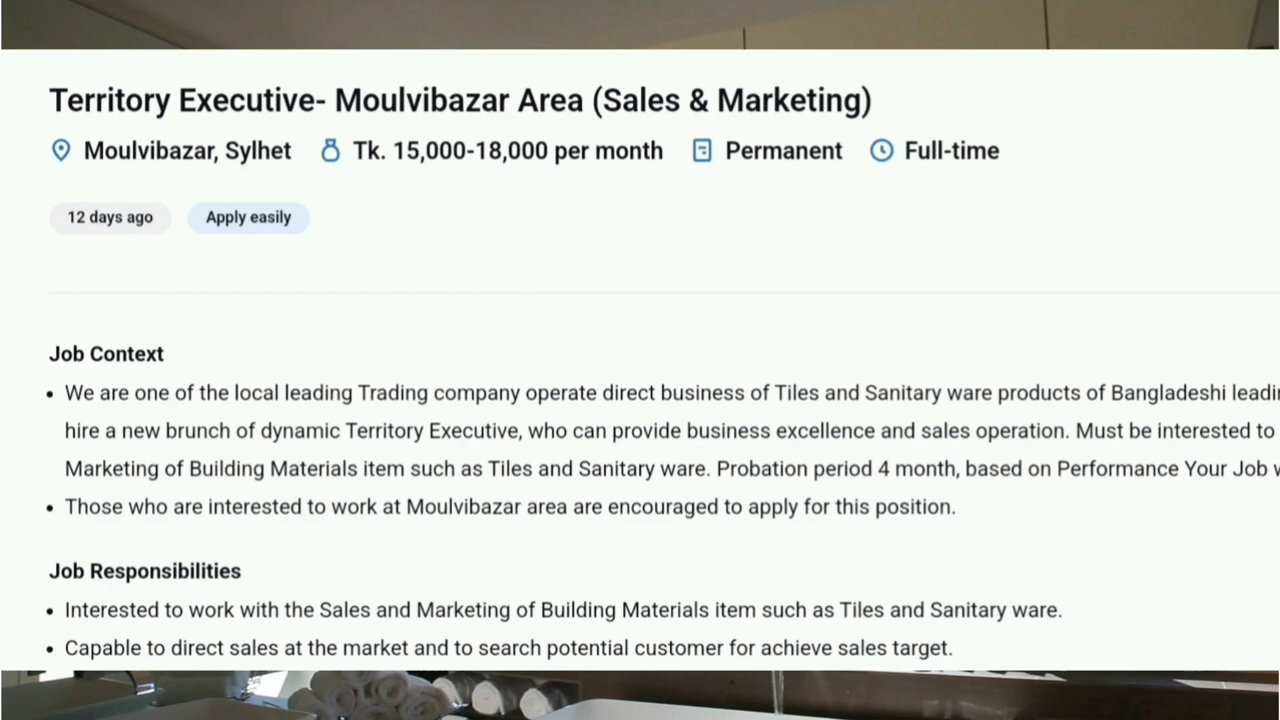 Territory Executive- Moulvibazar Area (Sales & Marketing)
Moulvibazar, Sylhet Tk. 15,000-18,000 per month Permanent Full-time
12 days ago Apply easily
Job Context
• We are one of the local leading Trading company operate direct business of Tiles and Sanitary ware products of Bangladeshi
hire a new brunch of dynamic Territory Executive, who can provide business excellence and sales operation. Must be interested to
Marketing of Building Materials item such as Tiles and Sanitary ware. Probation period 4 month, based on Performance Your Job
• Those who are interested to work at Moulvibazar area are encouraged to apply for this position.
Job Responsibilities
• Interested to work with the Sales and Marketing of Building Materials item such as Tiles and Sanitary ware.
• Capable to direct sales at the market and to search potential customer for achieve sales target.